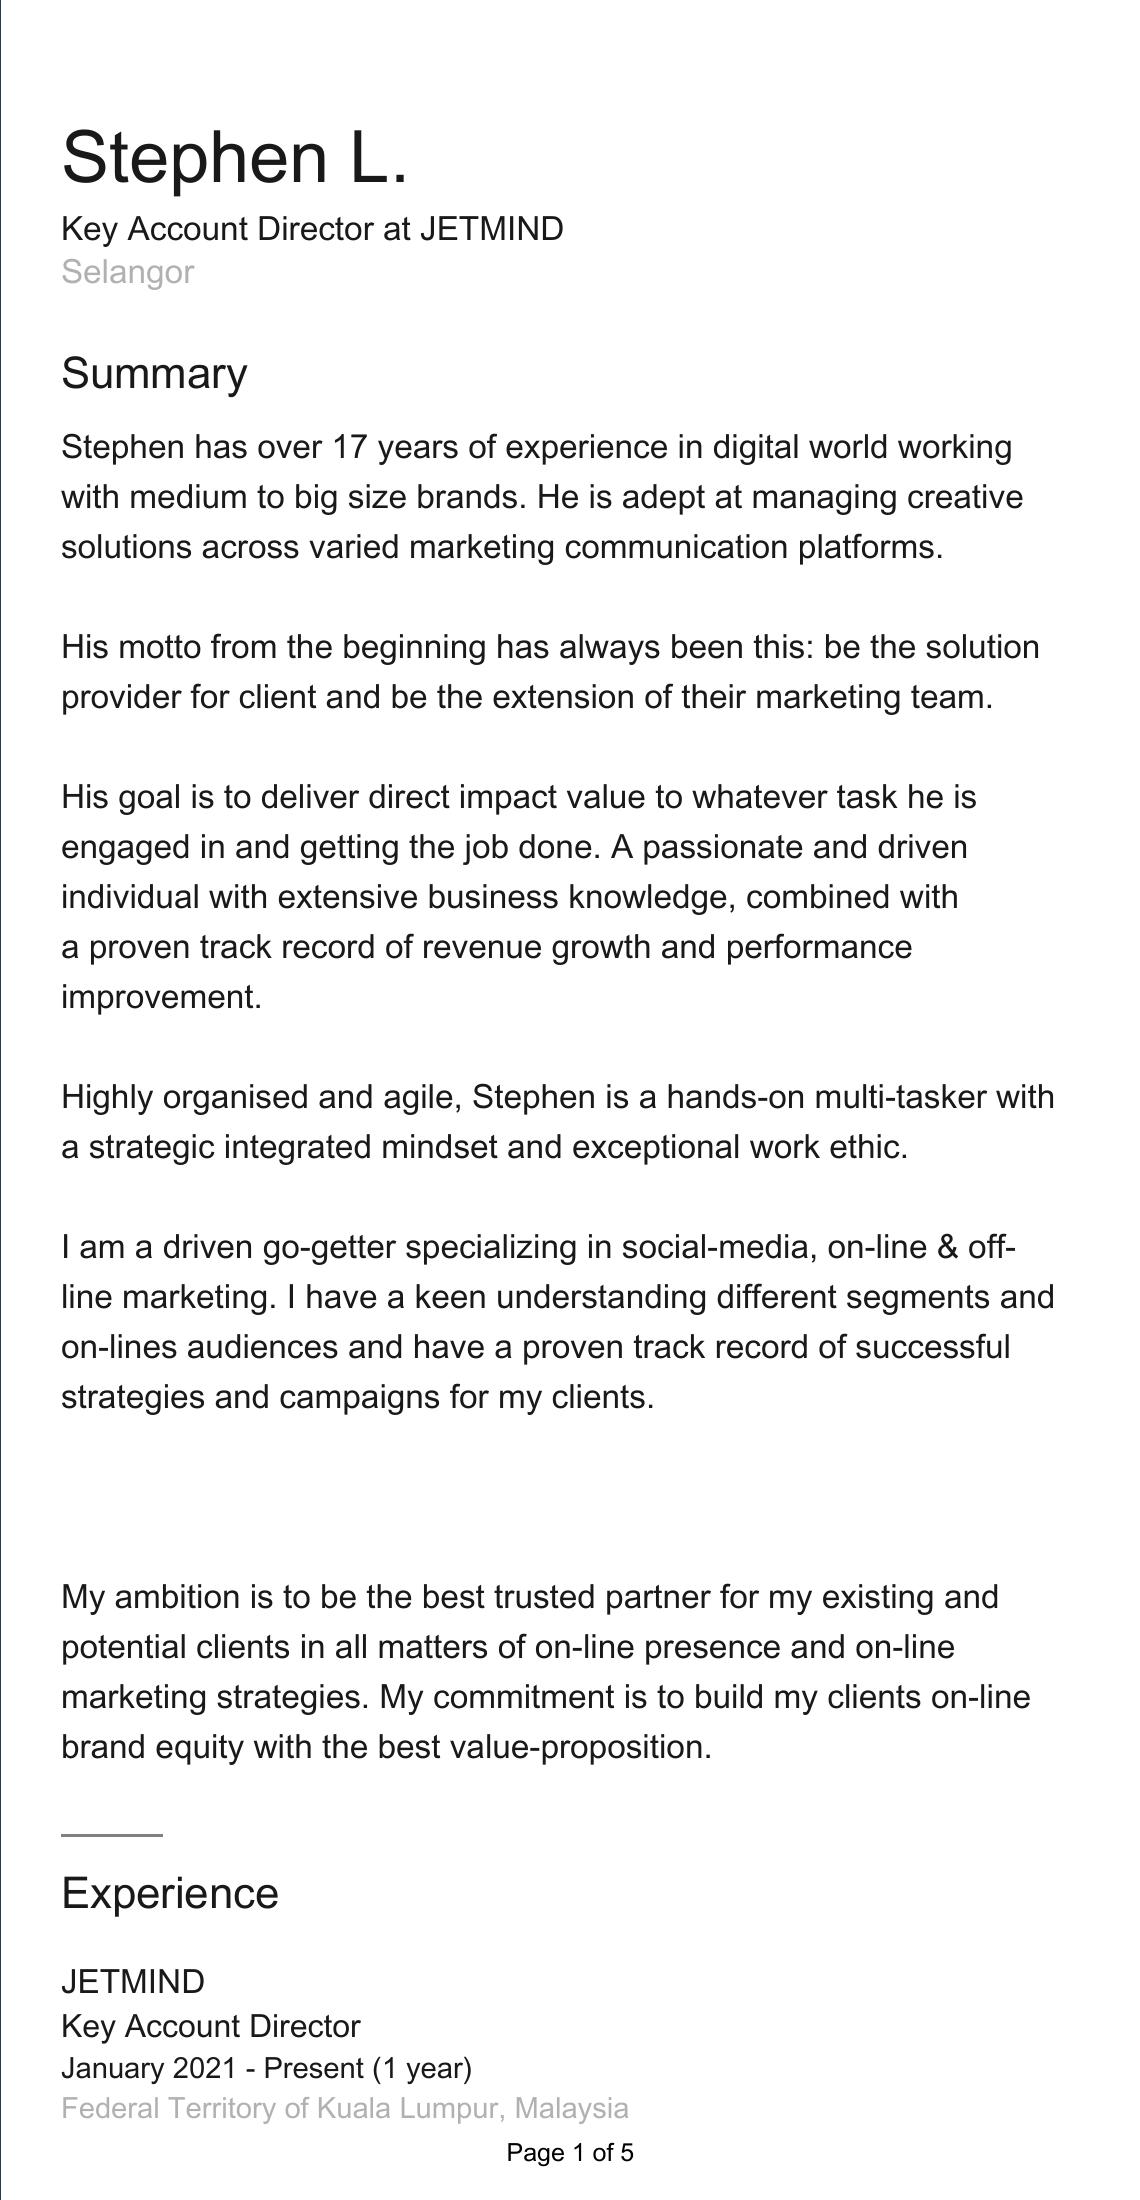 Stephen L.
Key Account Director at JETMIND
Selangor
Summary
Stephen has over 17 years of experience in digital world working
with medium to big size brands. He is adept at managing creative
solutions across varied marketing communication platforms.
His motto from the beginning has always been this: be the solution
provider for client and be the extension of their marketing team.
His goal is to deliver direct impact value to whatever task he is
engaged in and getting the job done. A passionate and driven
individual with extensive business knowledge, combined with
a proven track record of revenue growth and performance
improvement.
Highly organised and agile, Stephen is a hands-on multi-tasker with
a strategic integrated mindset and exceptional work ethic.
I am a driven go-getter specializing in social-media, on-line & off-
line marketing. I have a keen understanding different segments and
on-lines audiences and have a proven track record of successful
strategies and campaigns for my clients.
My ambition is to be the best trusted partner for my existing and
potential clients in all matters of on-line presence and on-line
marketing strategies. My commitment is to build my clients on-line
brand equity with the best value-proposition.
Experience
JETMIND
Key Account Director
January 2021 - Present (1 year)
Federal Territory of Kuala Lumpur, Malaysia
Page 1 of 5